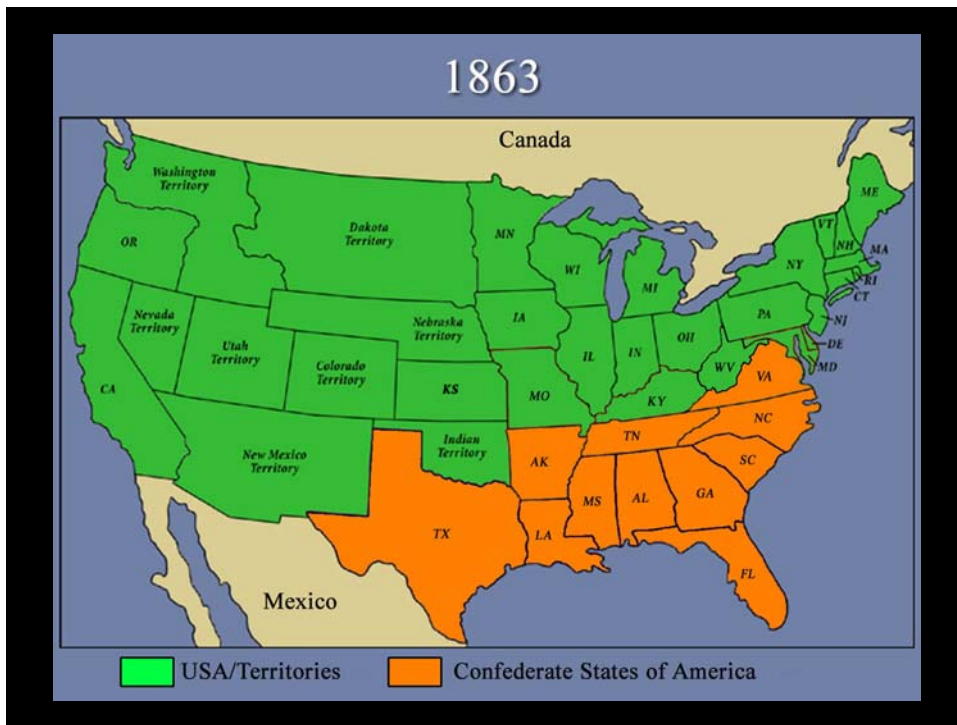 1863
Canada
Washington
Territory
ME
VT
Dakota
Territory
OR
MN
NH
MA
WI
NY
RI
CT
MI
Nevada
Territory
Nebraska
Territory
IA
PA
NJ
Utah
Territory
OH
DE
IL
IN
Colorado
Territory
WV
MD
VA
CA
KS
MO
KY
NC
Indian
Territory
TN
New Mexico
Territory
AK
SC
MS
AL
GA
TX
LA
FL
Mexico
USA/Territories
Confederate States of America